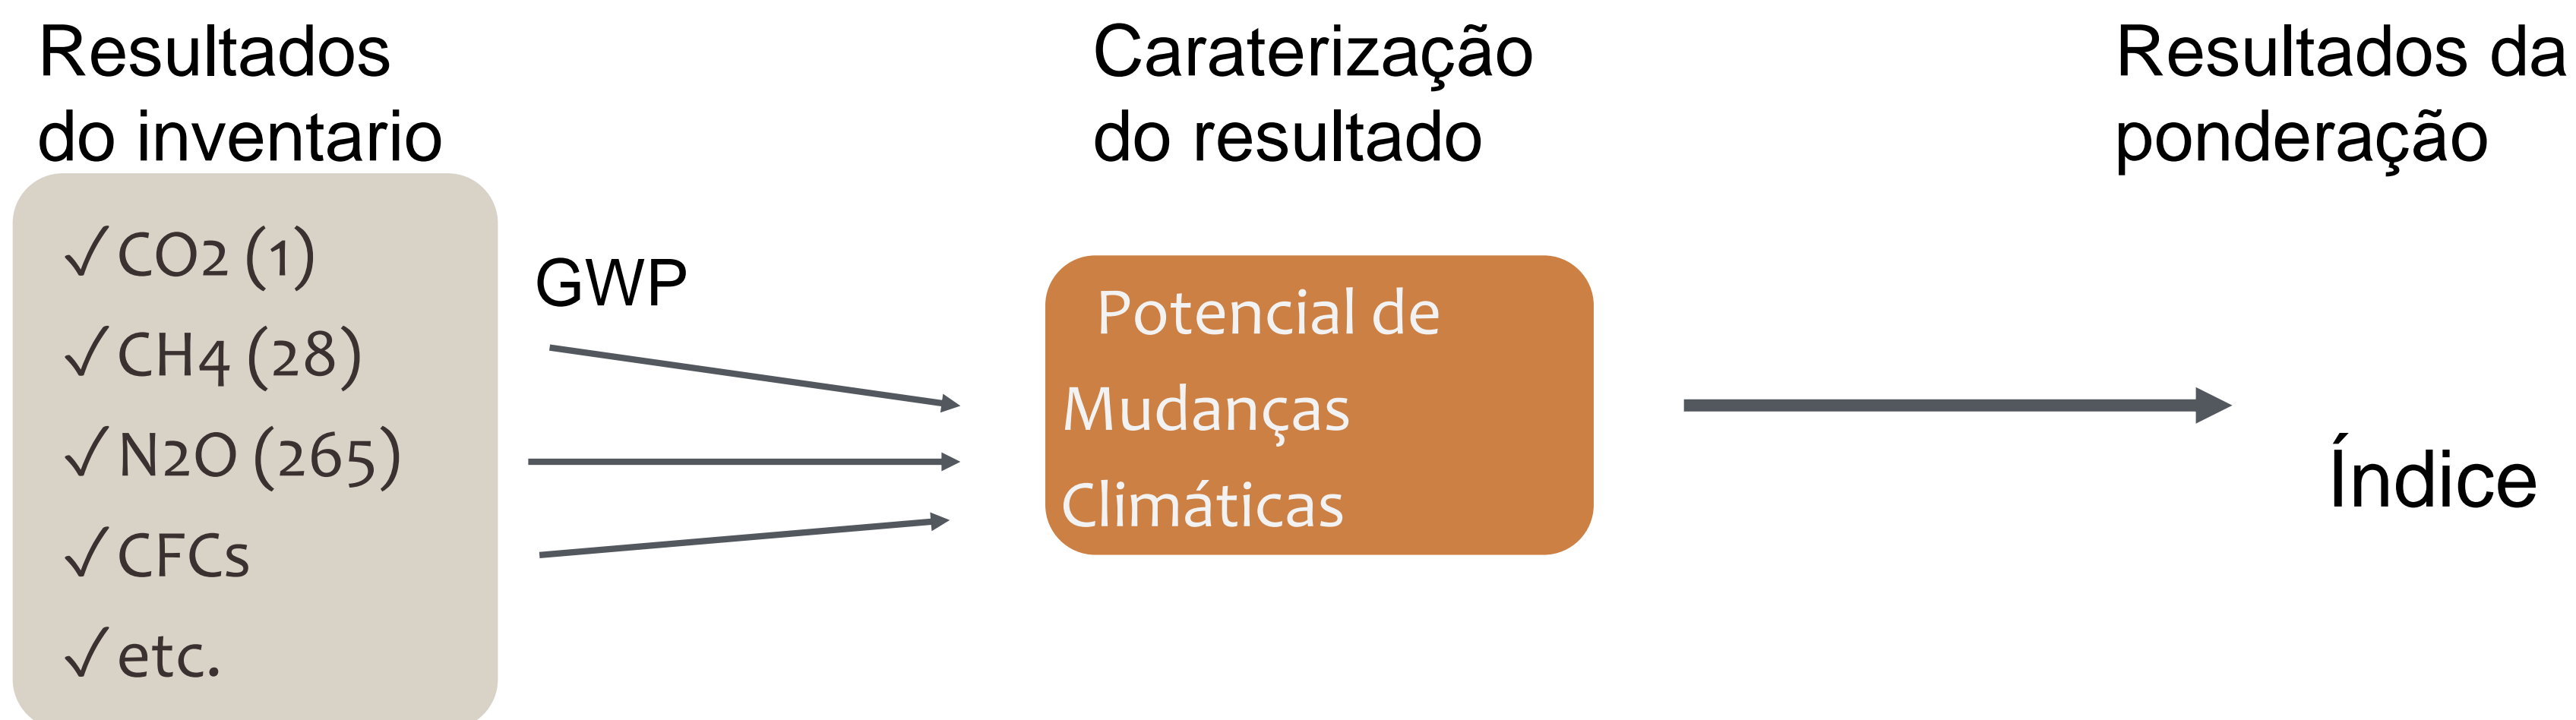 Resultados
do inventario
✓CO2 (1)
✓CH4 (28)
✓N2O (265)
✓CFCs
✓etc.
GWP
Caraterização
do resultado
Potencial de
Mudanças
Climáticas
Resultados da
ponderação
Índice